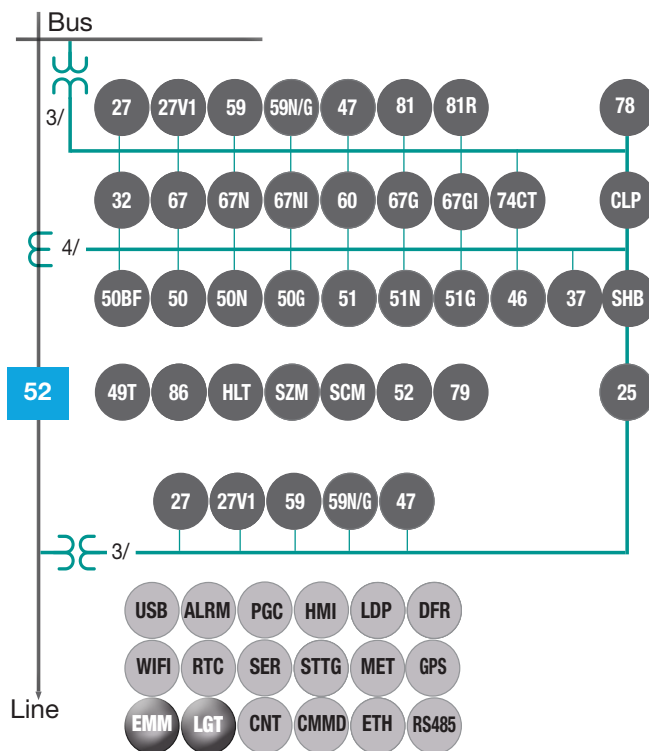 Bus
3/
27 27V1 59 59N/G 47 81 81R 78
32 67 67N 67NI 60 67G 67GI 74CT CLP
4/
50BF 50 50N 50G 51 51N 51G 46 37 SHB
52
49T 86 HLT SZM SCM 52 79 25
27 27V1 59 59N/G 47
3/
USB ALRM PGC HMI LDP DFR
WIFI RTC SER STTG MET GPS
Line
EMM LGT CNT CMMD ETH RS485